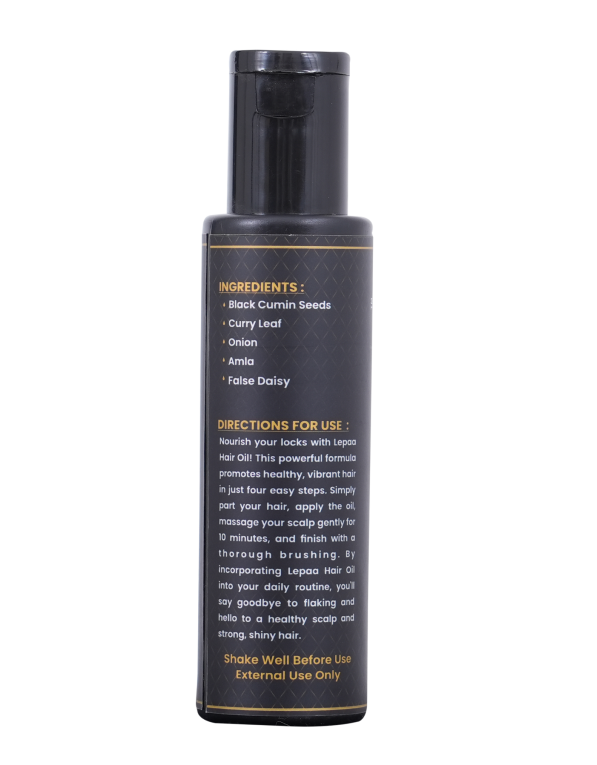 INGREDIENTS :
Black Cumin Seeds
Curry Leaf
Onion
Amla
False Daisy
DIRECTIONS FOR USE :
Nourish your locks with Lepaa
Hair Oil! This powerful formula
promotes healthy, vibrant hair
in just four easy steps. Simply
part your hair, apply the oil,
massage your scalp gently for
10 minutes, and finish with a
thorough brushing. By
incorporating Lepaa Hair Oil
into your daily routine, you'll
say goodbye to flaking and
hello to a healthy scalp and
strong, shiny hair.
Shake Well Before Use
External Use Only